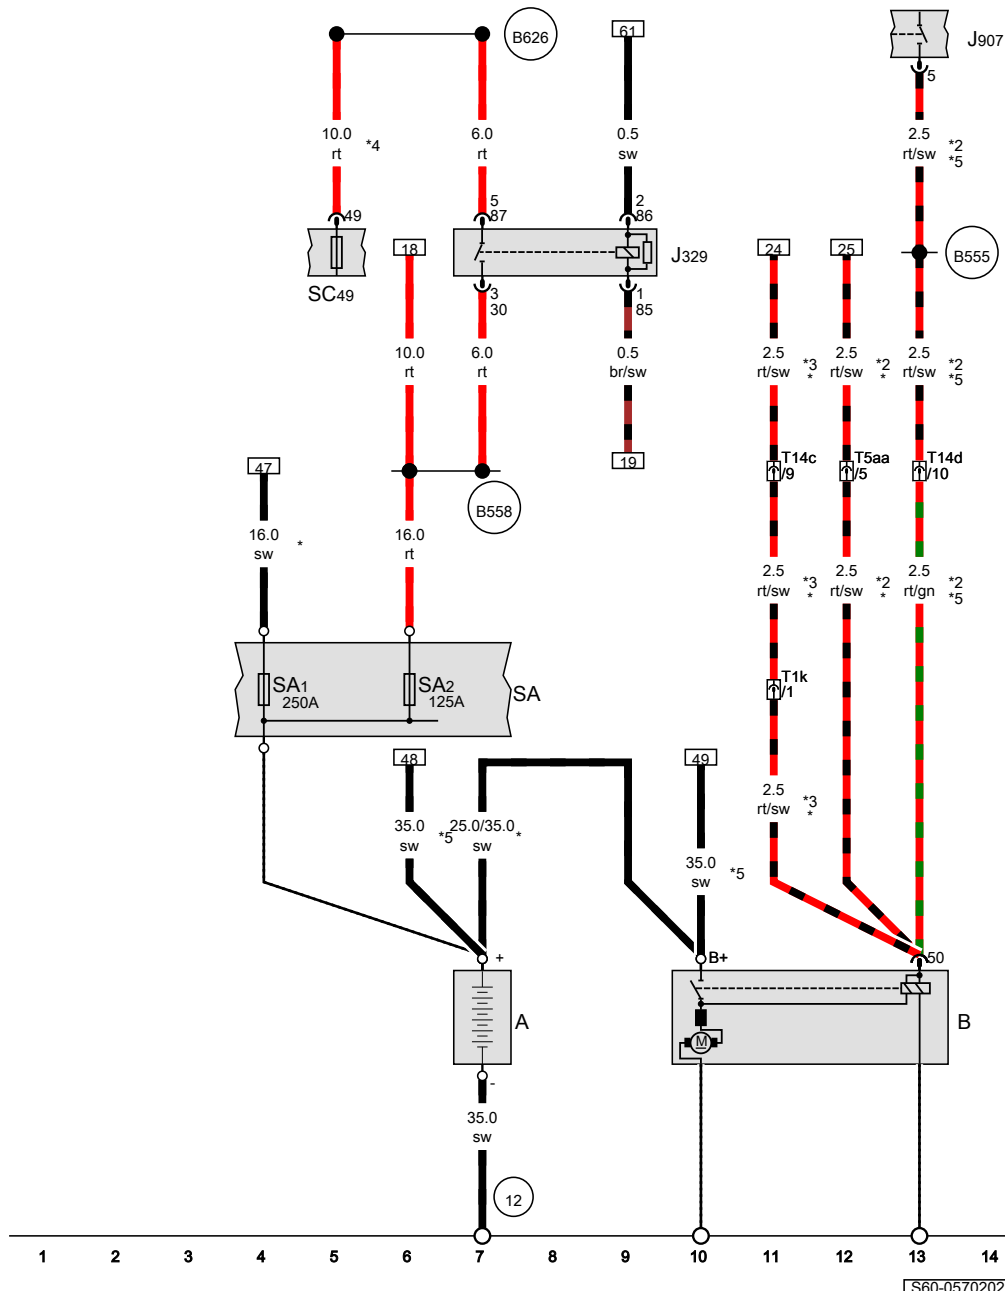 B626
61
J907
5
10.0
rt
*4
6.0
rt
0.5
sw
2.5
rt/sw
*2
*5
49
5
87
2
86
18
24
25
B555
J329
SC49
3
30
1
85
10.0
rt
6.0
rt
0.5
br/sw
2.5
rt/sw
*3
*
2.5
rt/sw
*2
*
2.5
rt/sw
*2
*5
47
19
T14c
/9
T5aa
/5
T14d
/10
B558
16.0
sw
*
16.0
rt
2.5
rt/sw
*3
*
2.5
rt/sw
*2
*
2.5
rt/gn
*2
*5
SA1
250A
SA2
125A
SA
T1k
/1
48
49
35.0
sw
*5
25.0/35.0
sw
*
2.5
rt/sw
*3
*
35.0
sw
*5
+
B+
50
A
M
B
-
35.0
sw
12
1 2 3 4 5 6 7 8 9 10 11 12 13 14
S60-0570202